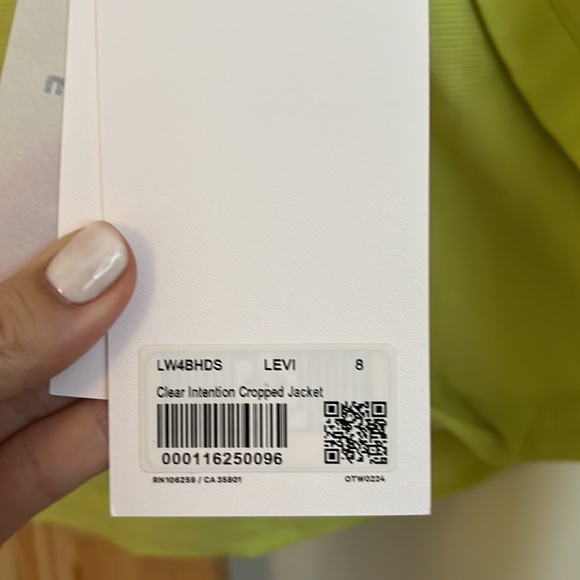 LW4BHDS LEVI 8
Clear Intention Cropped Jacket
000116250096
RN106259 / CA 35801 OTW0224